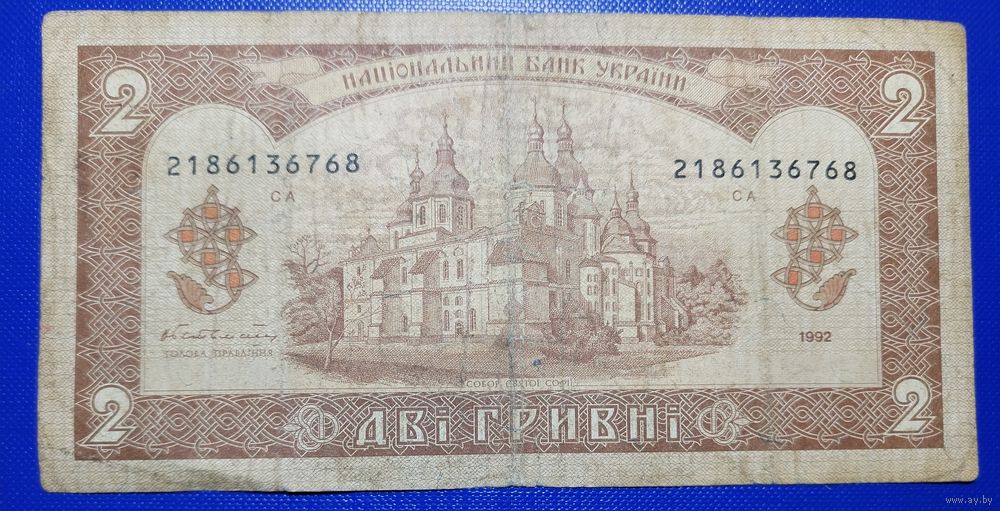 НАЦІОНАЛЬНИЙ БАНК УКРАЇНИ
2 2
2186136768 2186136768
СА СА
ГОЛОВА ПРАВЛІННЯ
1992
СОБОР СВЯТОЇ СОФІЇ
2 ДВІ ГРИВНІ 2
www.ay.by